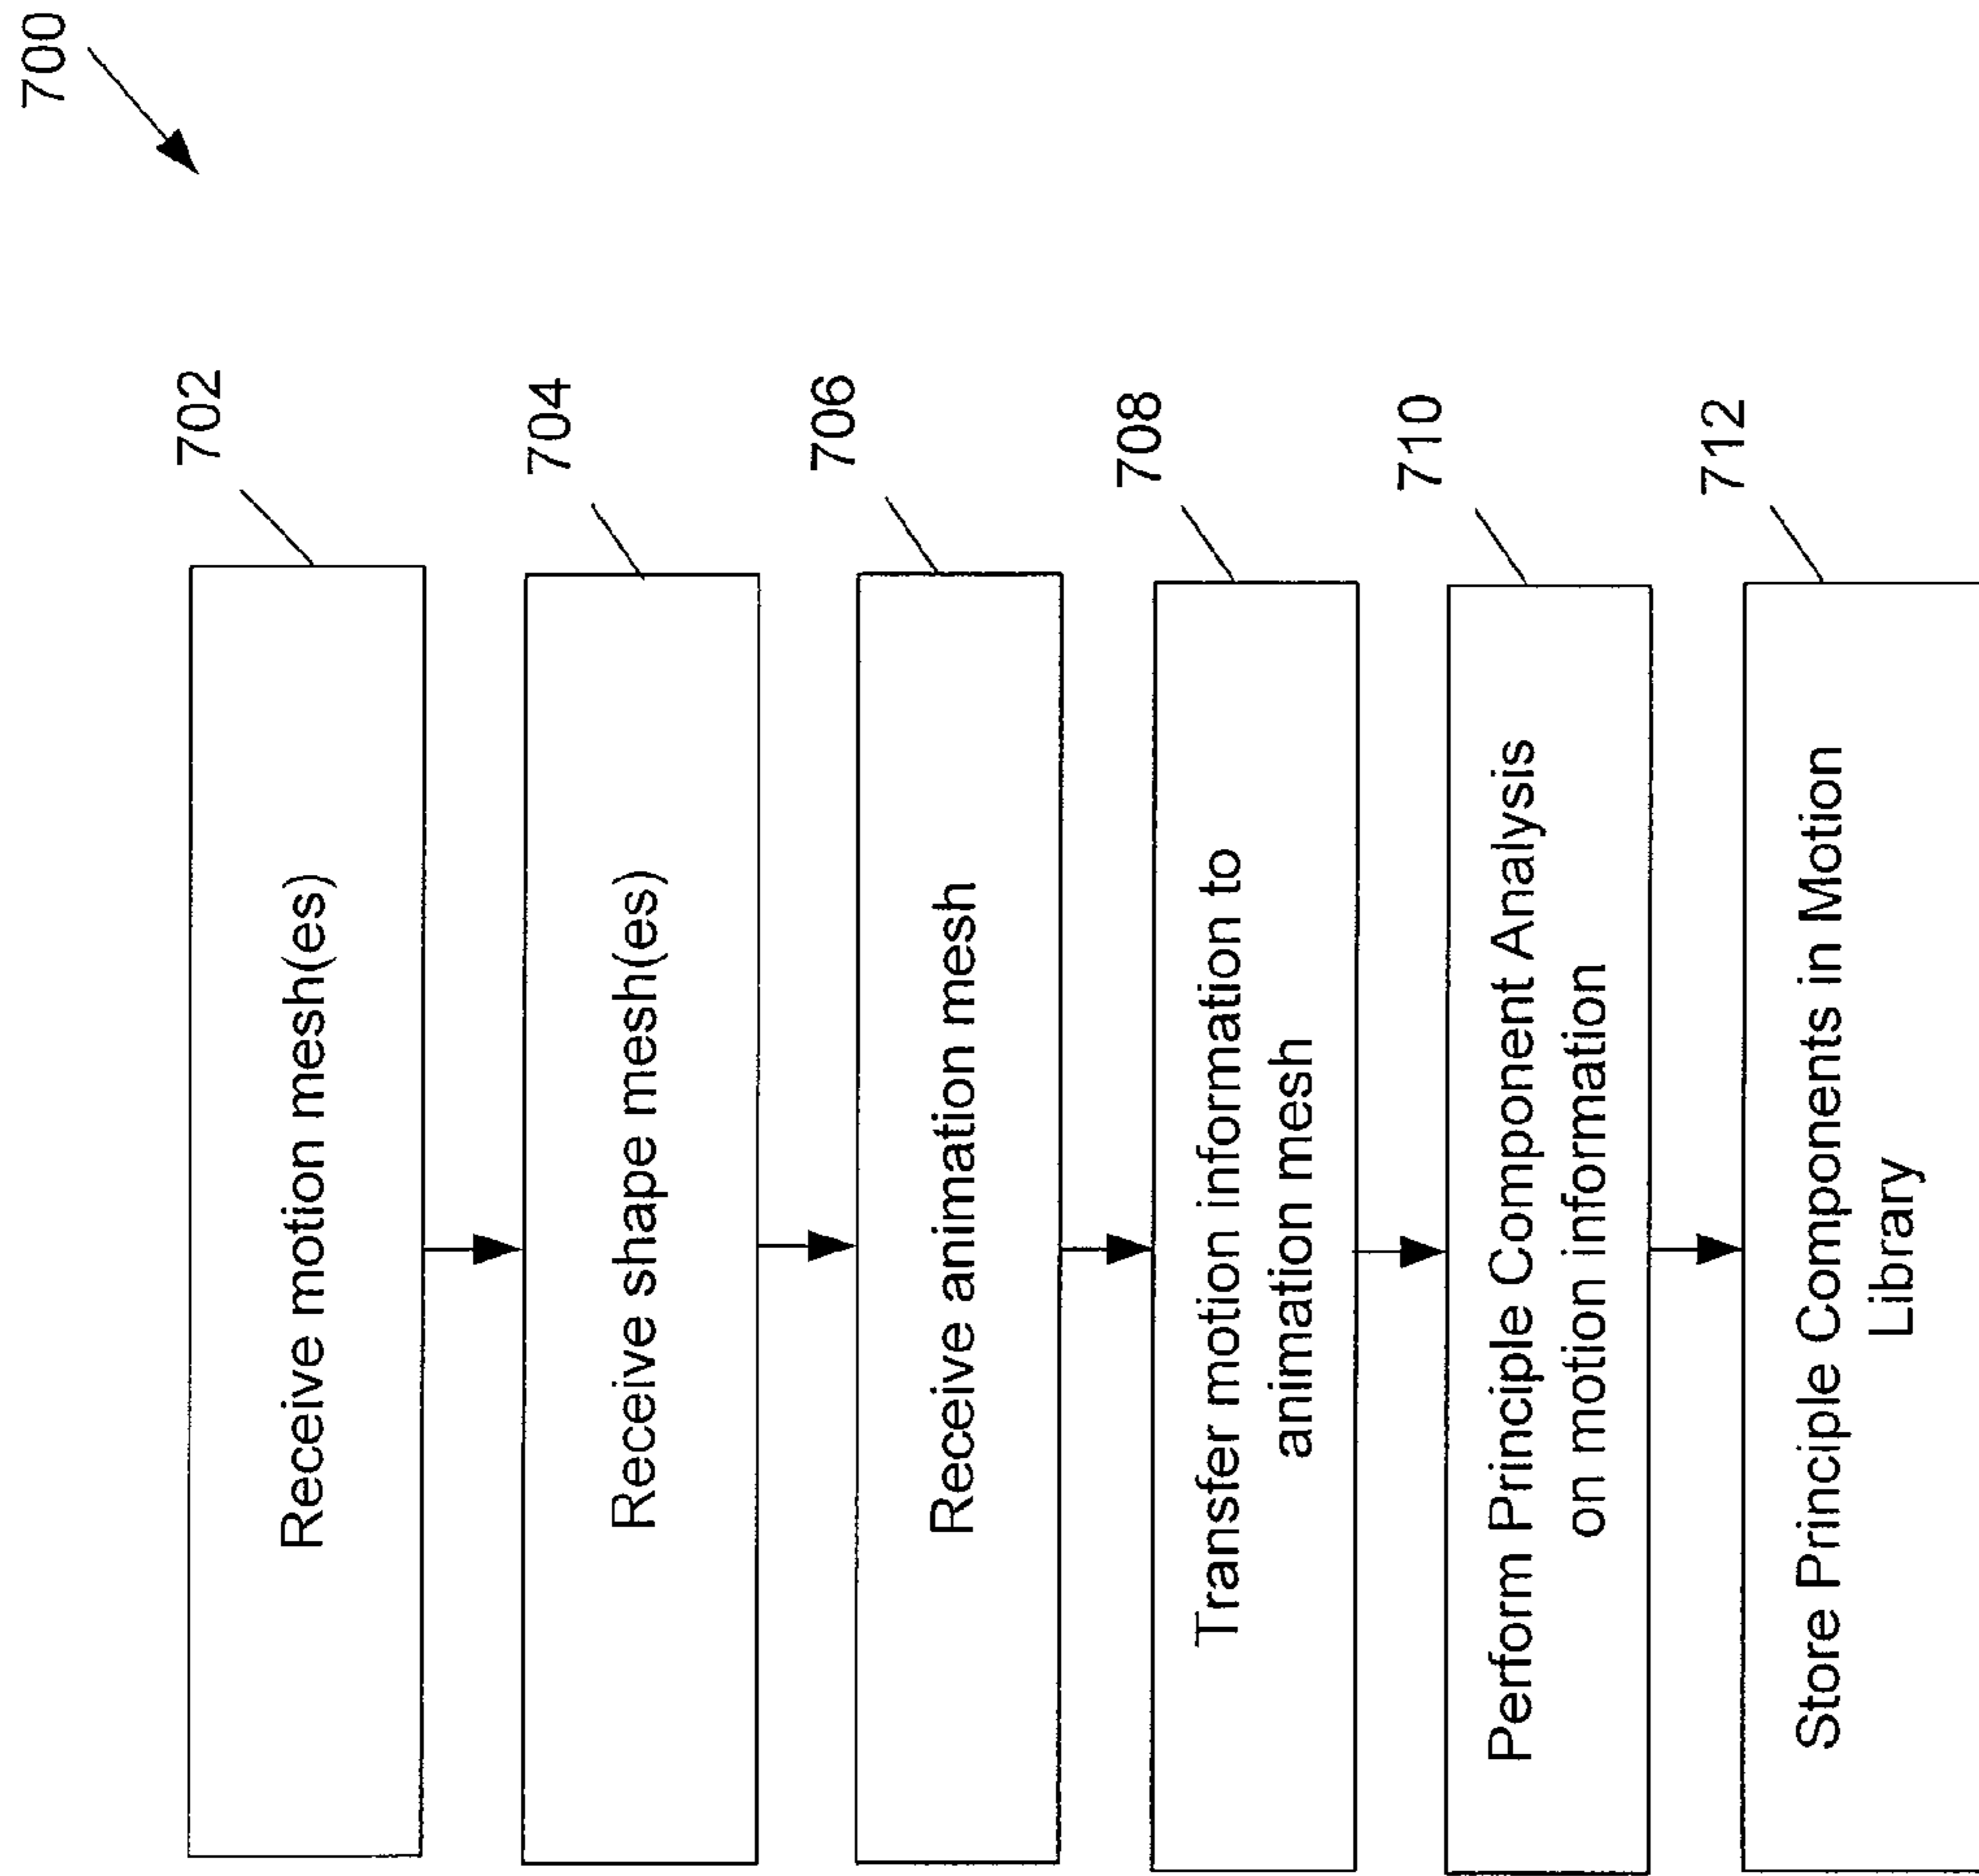 700
702
Receive motion mesh(es)
704
Receive shape mesh(es)
706
Receive animation mesh
708
Transfer motion information to
animation mesh
710
Perform Principle Component Analysis
on motion information
712
Store Principle Components in Motion
Library